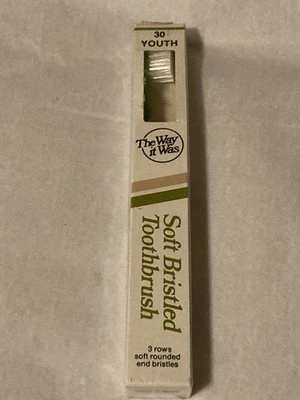 30
YOUTH
The Way
it Was
Soft Bristled
Toothbrush
3 rows
soft rounded
end bristles